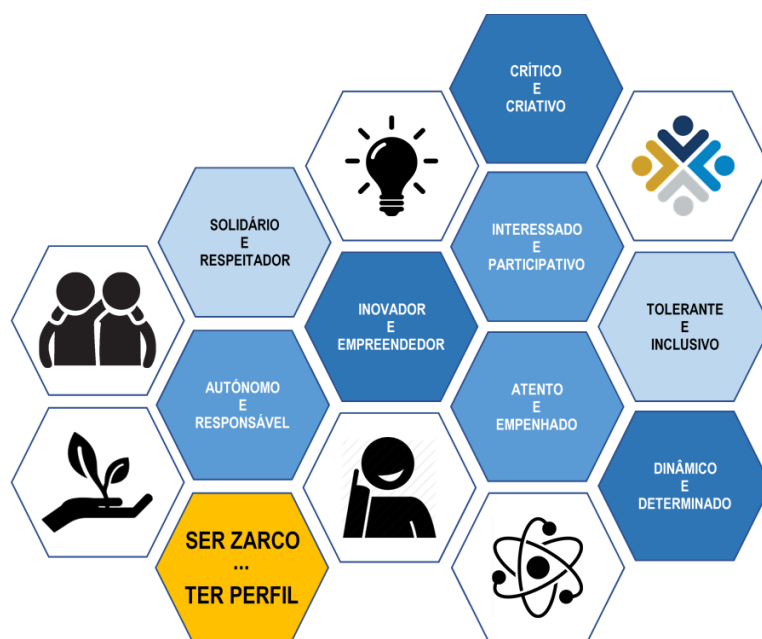 CRÍTICO
E
CRIATIVO
SOLIDÁRIO
E
RESPEITADOR
INTERESSADO
E
PARTICIPATIVO
INOVADOR
E
EMPREENDEDOR
TOLERANTE
E
INCLUSIVO
AUTÓNOMO
E
RESPONSÁVEL
ATENTO
E
EMPENHADO
DINÂMICO
E
DETERMINADO
SER ZARCO
...
TER PERFIL